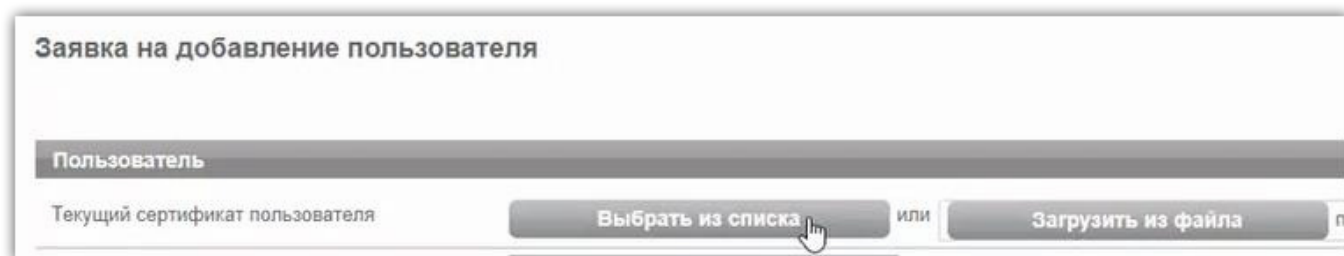 Заявка на добавление пользователя
Пользователь
Текущий сертификат пользователя Выбрать из списка или Загрузить из файла